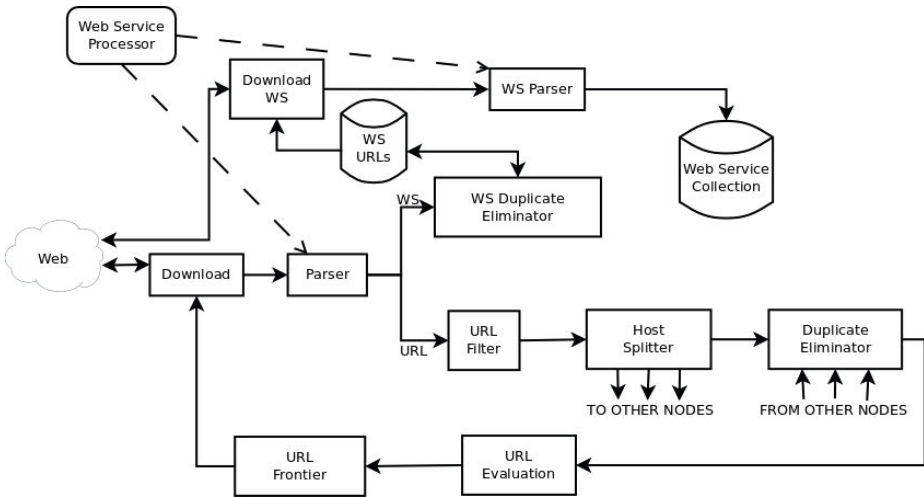 Web Service
Processor
Download
WS
WS Parser
WS
URLs
Web Service
Collection
WS
WS Duplicate
Eliminator
Web
Download
Parser
URL
URL
Filter
Host
Splitter
Duplicate
Eliminator
TO OTHER NODES
FROM OTHER NODES
URL
Frontier
URL
Evaluation